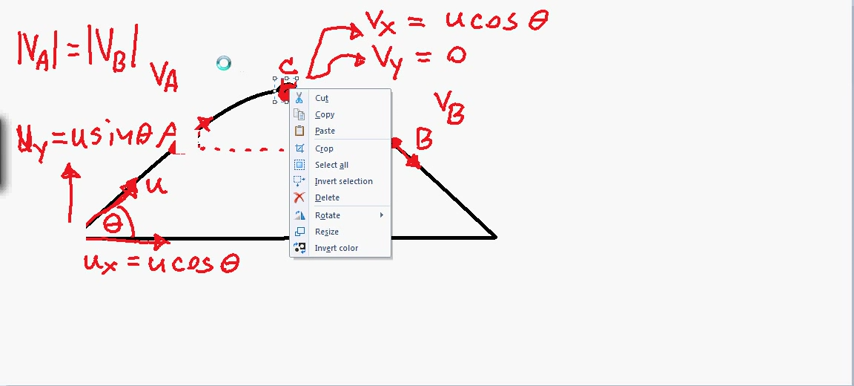 |VA| = |VB|
VA
C
Vx = u cos θ
Vy = 0
VB
uy = u sinθ A
B
u
θ
ux = u cos θ
Cut
Copy
Paste
Crop
Select all
Invert selection
Delete
Rotate
Resize
Invert color